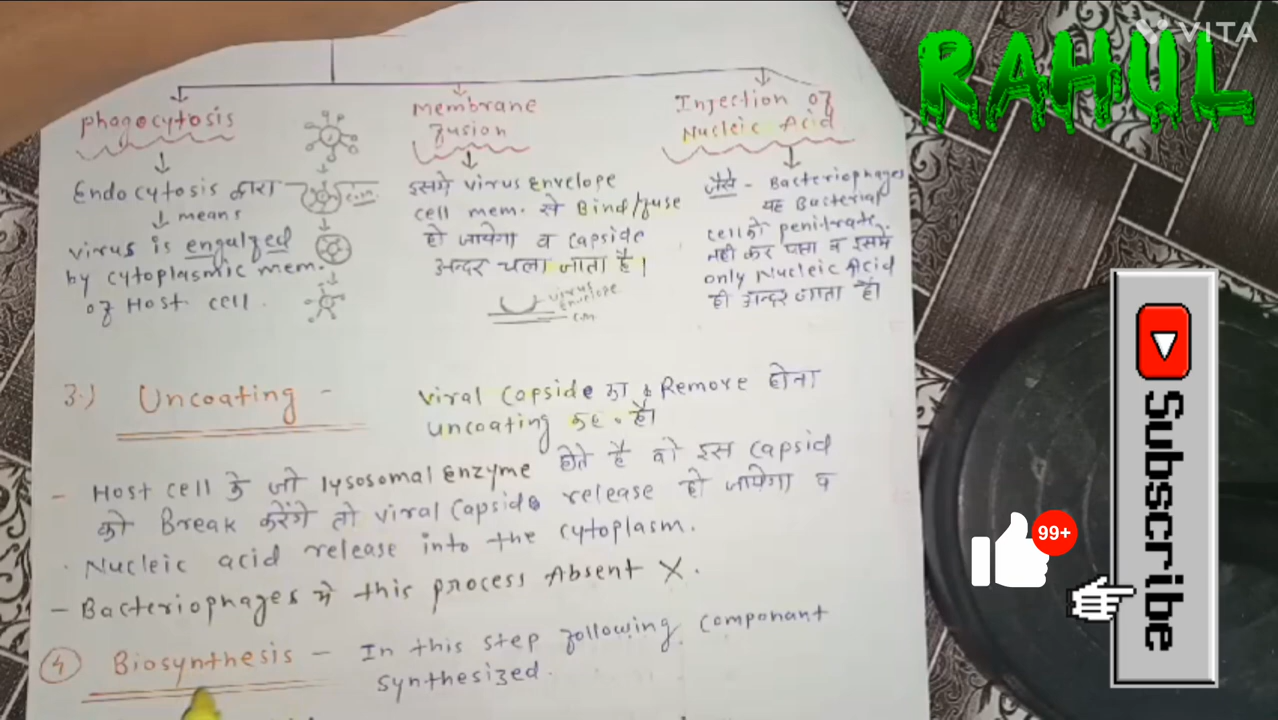 phagocytosis
Endocytosis द्वारा
↓ means
virus is engulzed
by cytoplasmic mem.
of Host cell.
c.m.
Membrane
fusion
इसमे virus Envelope
cell mem. से Bind/fuse
हो जायेगा व capside
अन्दर चला जाता है।
virus
Envelope
cm
Injection of
Nucleic Acid
जैसे - Bacteriophages
यह Bacterial
cell को penitrate
नही कर पाता व इसमें
only Nucleic Acid
ही अन्दर जाता है।
3.) Uncoating - viral capside का Remove होना
uncoating कह॰ है।
- Host cell के जो lysosomal Enzyme होते है वो इस capsid
को Break करेंगे तो viral capside release हो जायेगा व
Nucleic acid release into the cytoplasm.
- Bacteriophages मे this process Absent X.
4 Biosynthesis - In this step following componant
synthesized.
RAHUL
VITA
99+
Subscribe